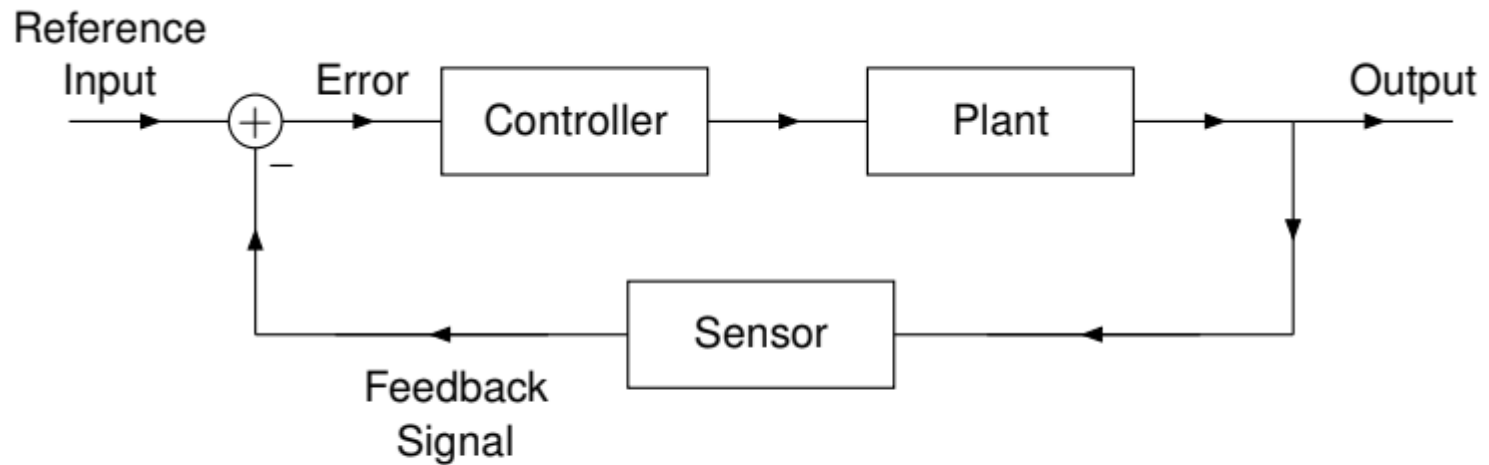 Reference
Input
Error
Controller
Plant
Output
+
−
Sensor
Feedback
Signal